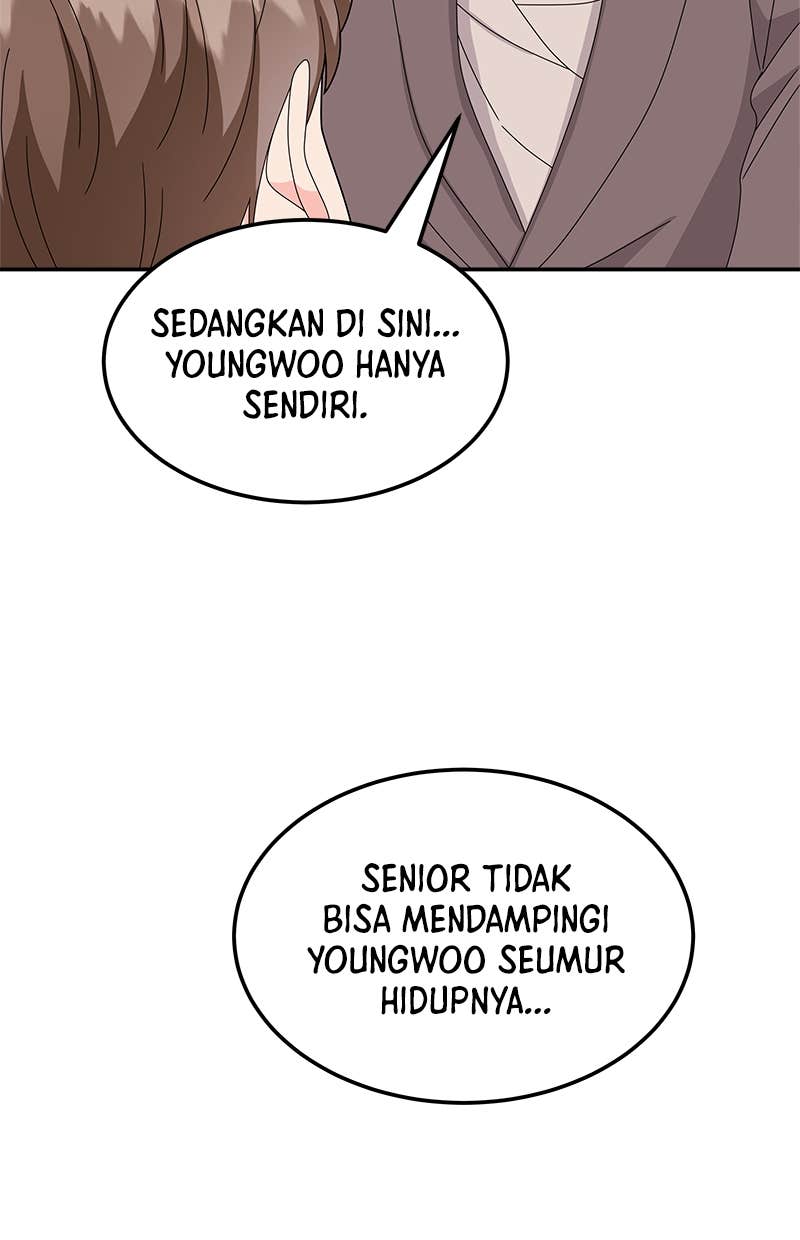 SEDANGKAN DI SINI...
YOUNGWOO HANYA
SENDIRI.
SENIOR TIDAK
BISA MENDAMPINGI
YOUNGWOO SEUMUR
HIDUPNYA...